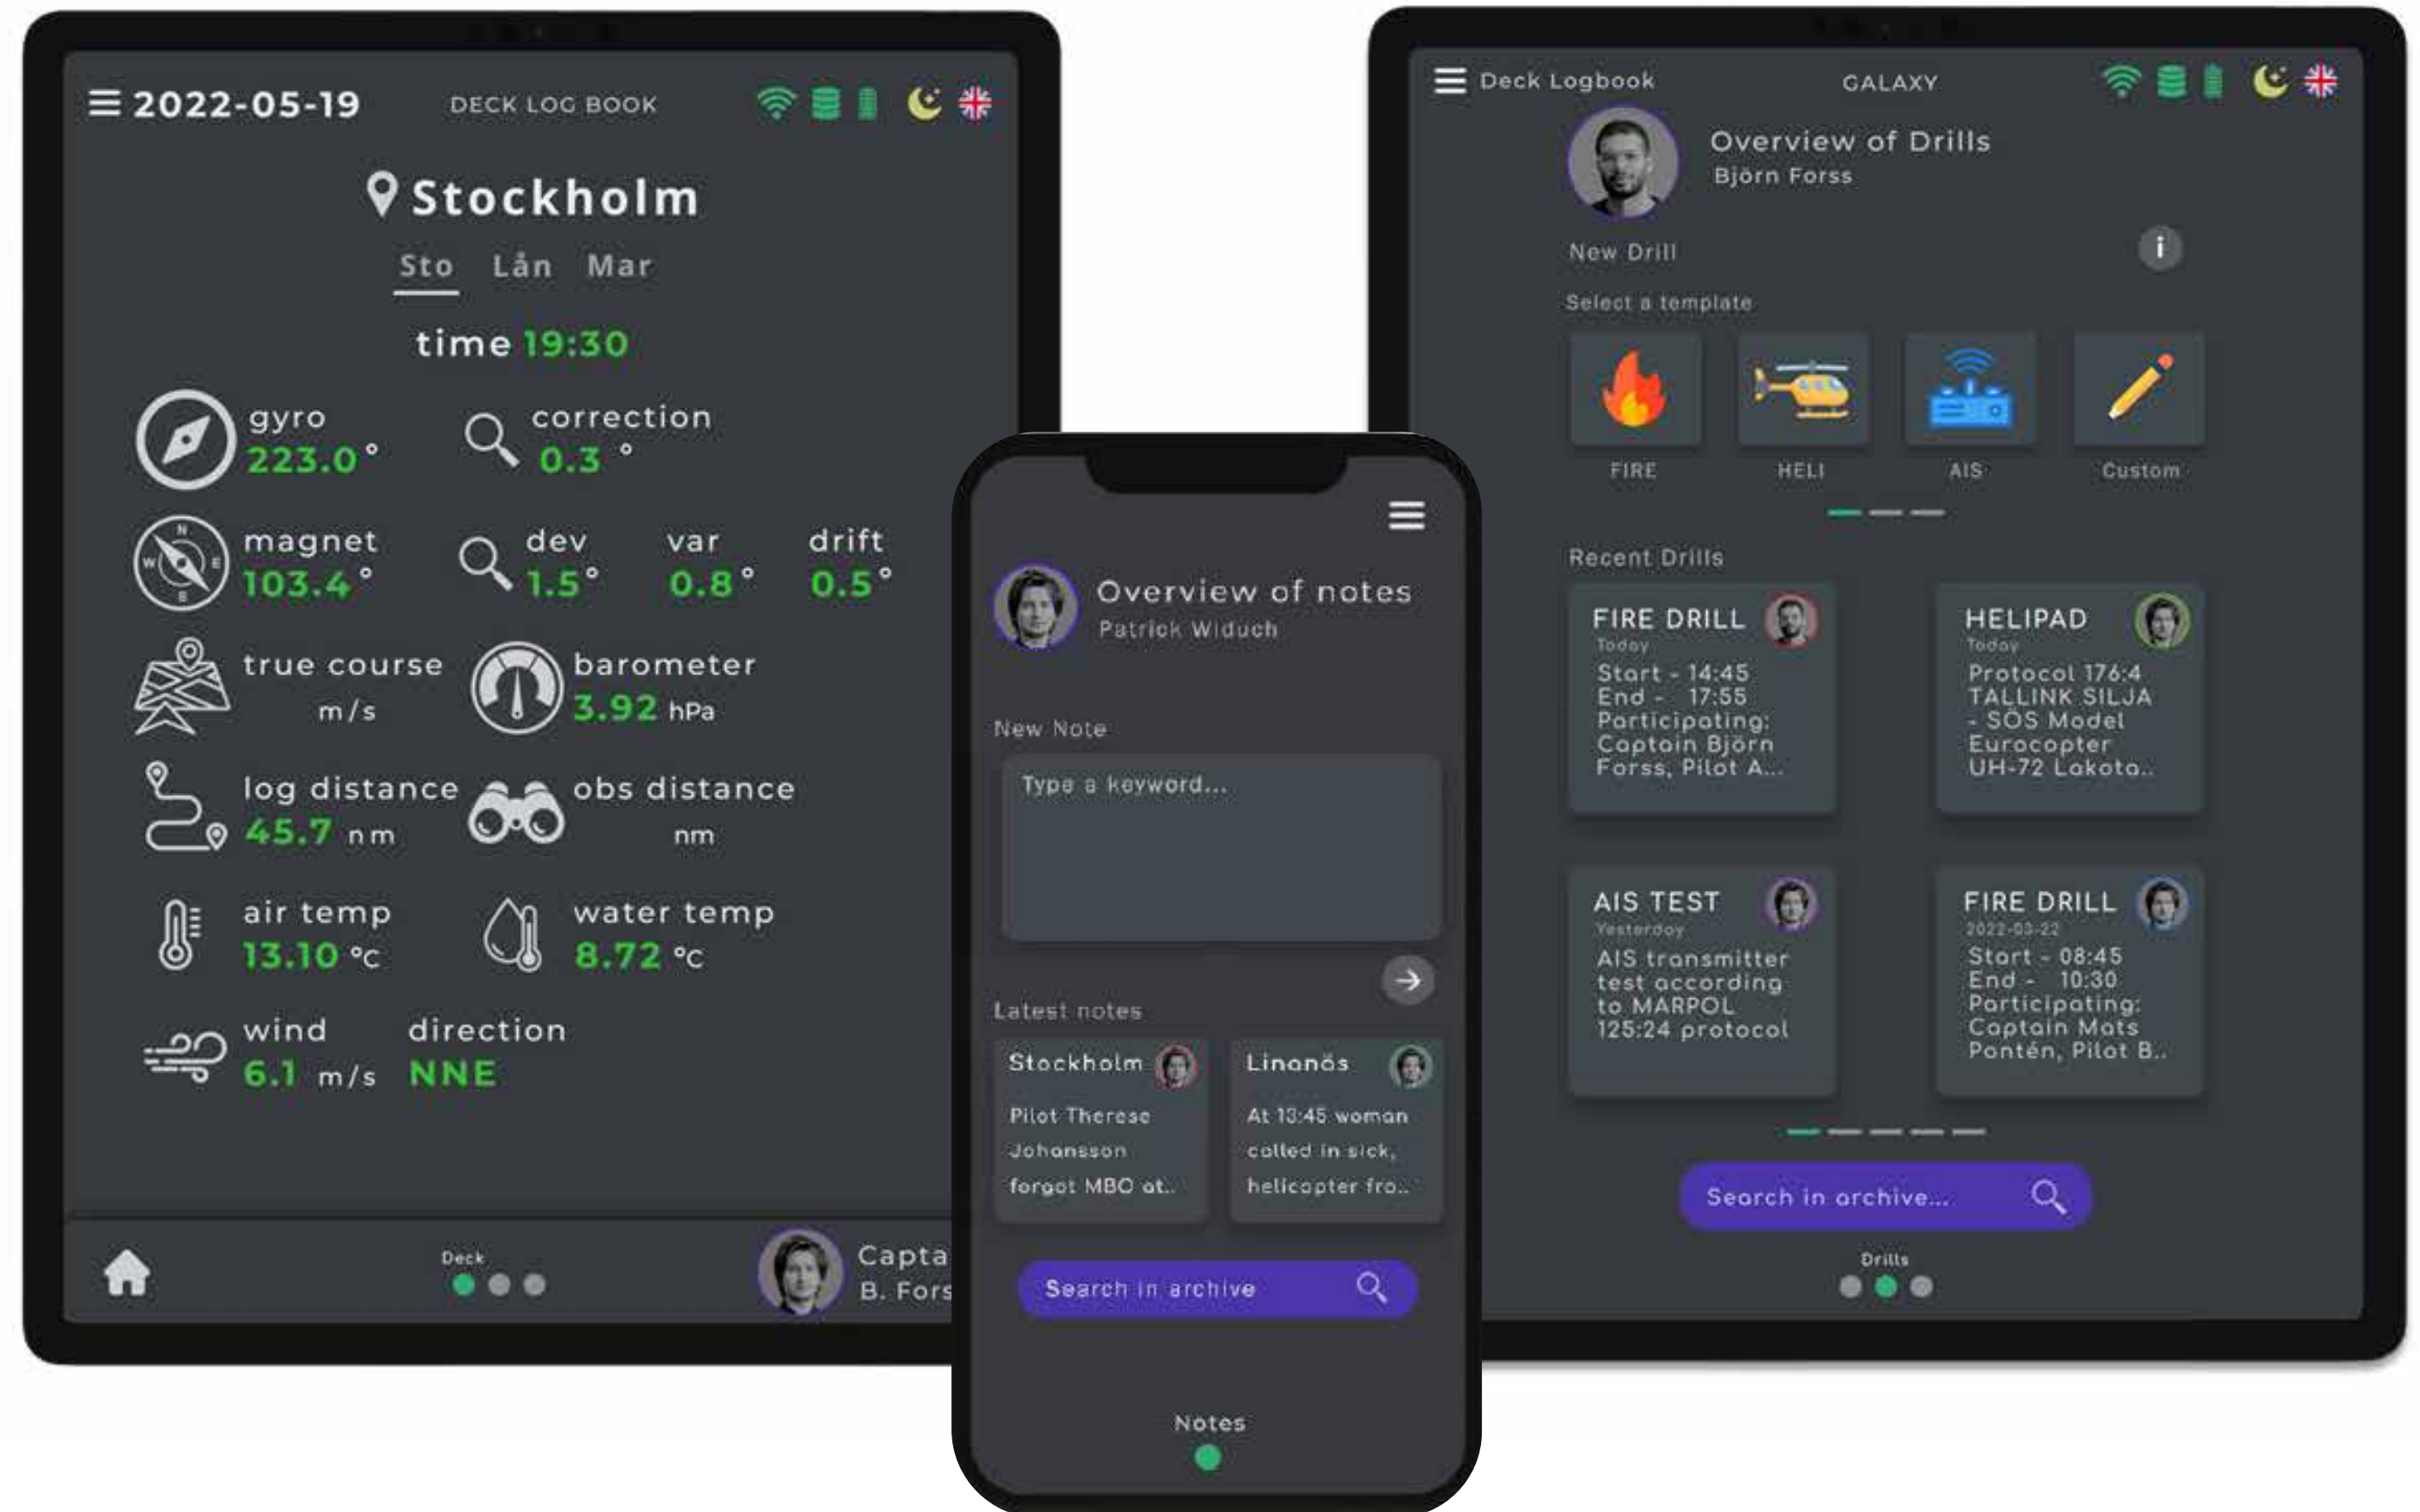 2022-05-19
DECK LOG BOOK
Stockholm
Sto Lån Mar
time 19:30
gyro
223.0°
correction
0.3 °
magnet
103.4°
dev
1.5°
var
0.8°
drift
0.5°
true course
m/s
barometer
3.92 hPa
log distance
45.7 nm
obs distance
nm
air temp
13.10 °C
water temp
8.72 °C
wind
6.1 m/s
direction
NNE
Deck
Capta
B. Fors
Overview of notes
Patrick Widuch
New Note
Type a keyword...
Latest notes
Stockholm
Pilot Therese
Johansson
forgot MBO at..
Linanäs
At 13:45 woman
called in sick,
helicopter fro..
Search in archive
Notes
Deck Logbook
GALAXY
Overview of Drills
Björn Forss
New Drill
i
Select a template
FIRE
HELI
AIS
Custom
Recent Drills
FIRE DRILL
Today
Start - 14:45
End - 17:55
Participating:
Captain Björn
Forss, Pilot A...
HELIPAD
Today
Protocol 176:4
TALLINK SILJA
- SÖS Model
Eurocopter
UH-72 Lakota..
AIS TEST
Yesterday
AIS transmitter
test according
to MARPOL
125:24 protocol
FIRE DRILL
2022-03-22
Start - 08:45
End - 10:30
Participating:
Captain Mats
Pontén, Pilot B..
Search in archive...
Drills